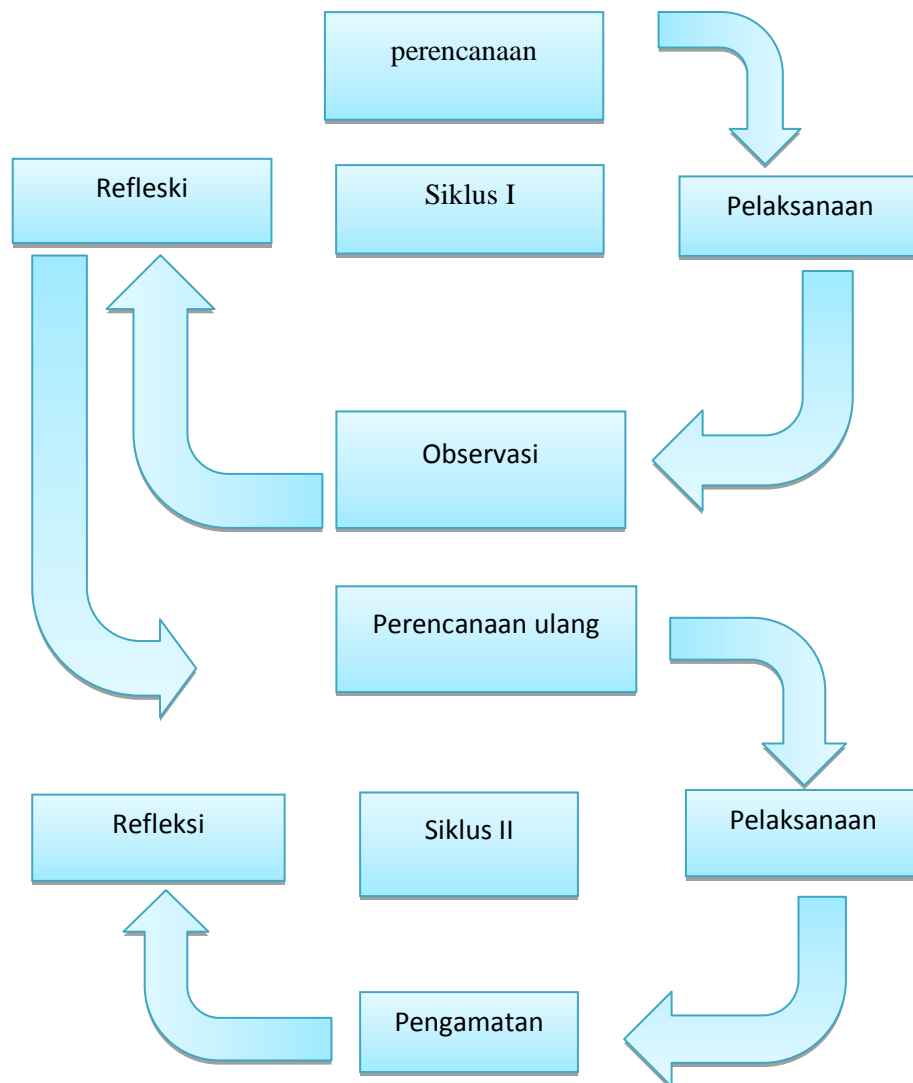 perencanaan
Refleski
Siklus I
Pelaksanaan
Observasi
Perencanaan ulang
Refleksi
Siklus II
Pelaksanaan
Pengamatan